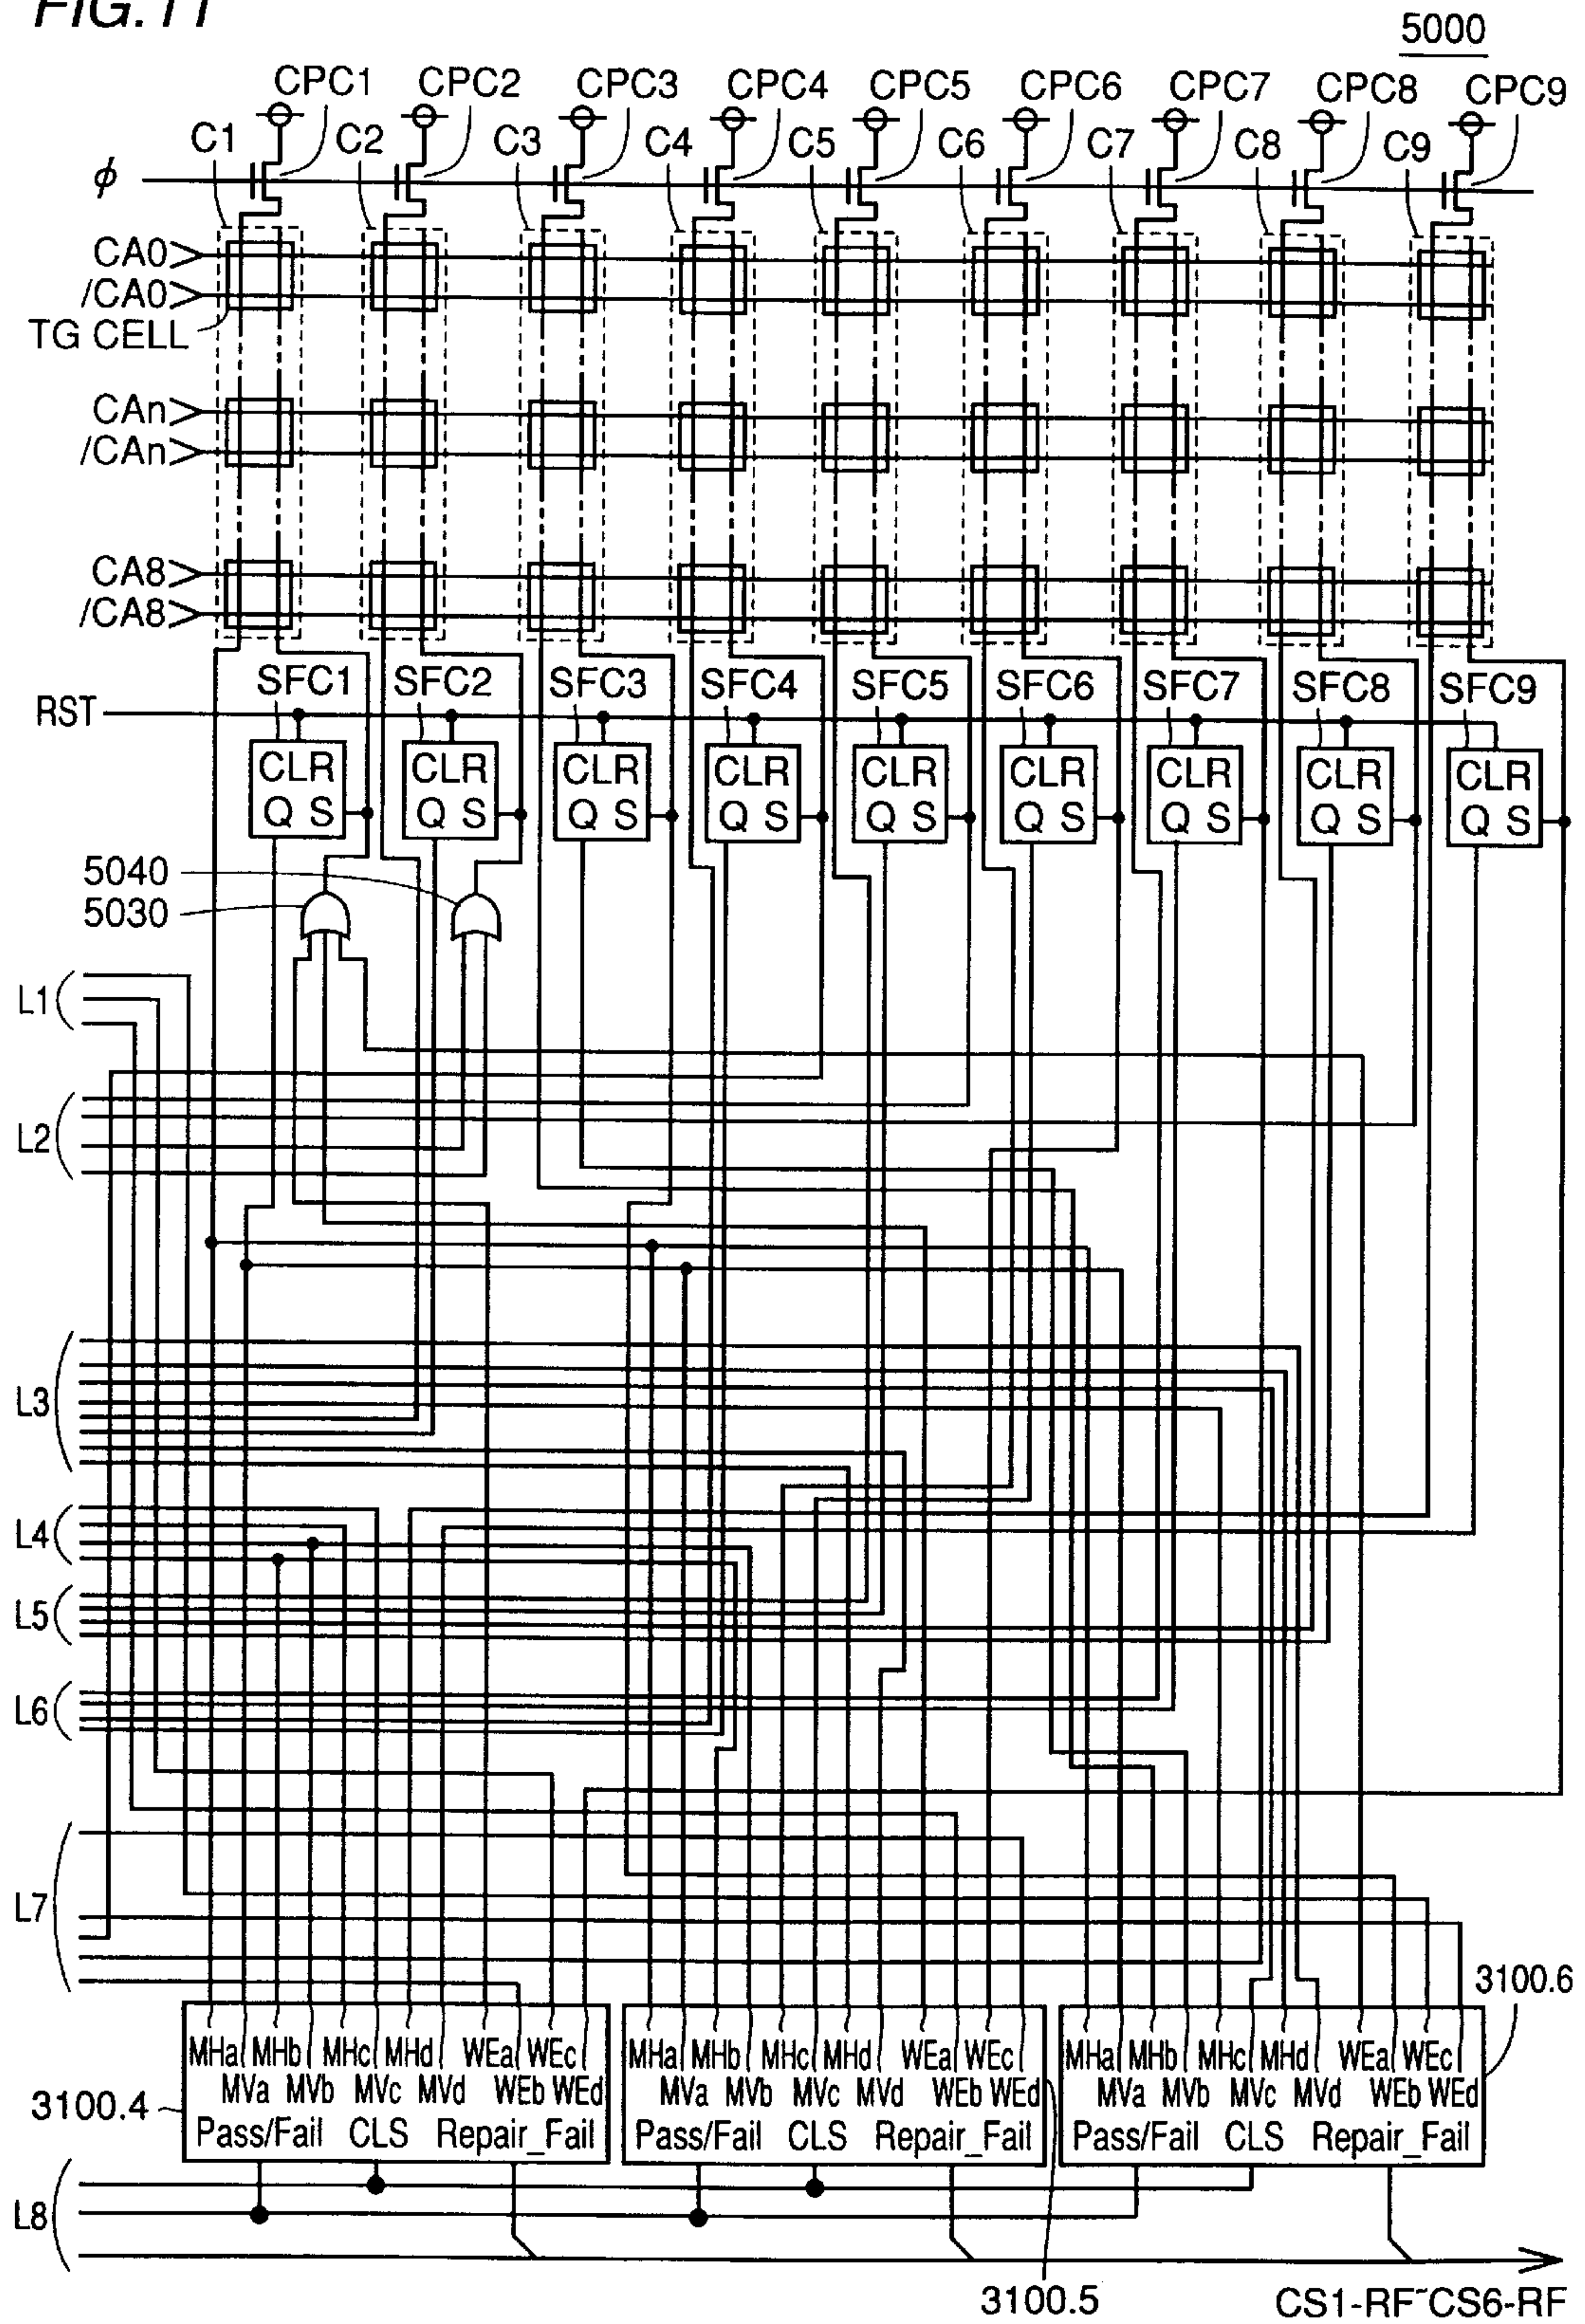 FIG. 11
5000
CPC1 CPC2 CPC3 CPC4 CPC5 CPC6 CPC7 CPC8 CPC9
C1 C2 C3 C4 C5 C6 C7 C8 C9
ϕ
CA0
/CA0
TG CELL
CAn
/CAn
CA8
/CA8
SFC1 SFC2 SFC3 SFC4 SFC5 SFC6 SFC7 SFC8 SFC9
RST
CLR CLR CLR CLR CLR CLR CLR CLR CLR
Q S Q S Q S Q S Q S Q S Q S Q S Q S
5040
5030
L1
L2
L3
L4
L5
L6
L7
3100.6
MHa MHb MHc MHd WEa WEc MHa MHb MHc MHd WEa WEc MHa MHb MHc MHd WEa WEc
MVa MVb MVc MVd WEb WEd MVa MVb MVc MVd WEb WEd MVa MVb MVc MVd WEb WEd
3100.4
Pass/Fail CLS Repair_Fail Pass/Fail CLS Repair_Fail Pass/Fail CLS Repair_Fail
L8
3100.5
CS1-RF~CS6-RF